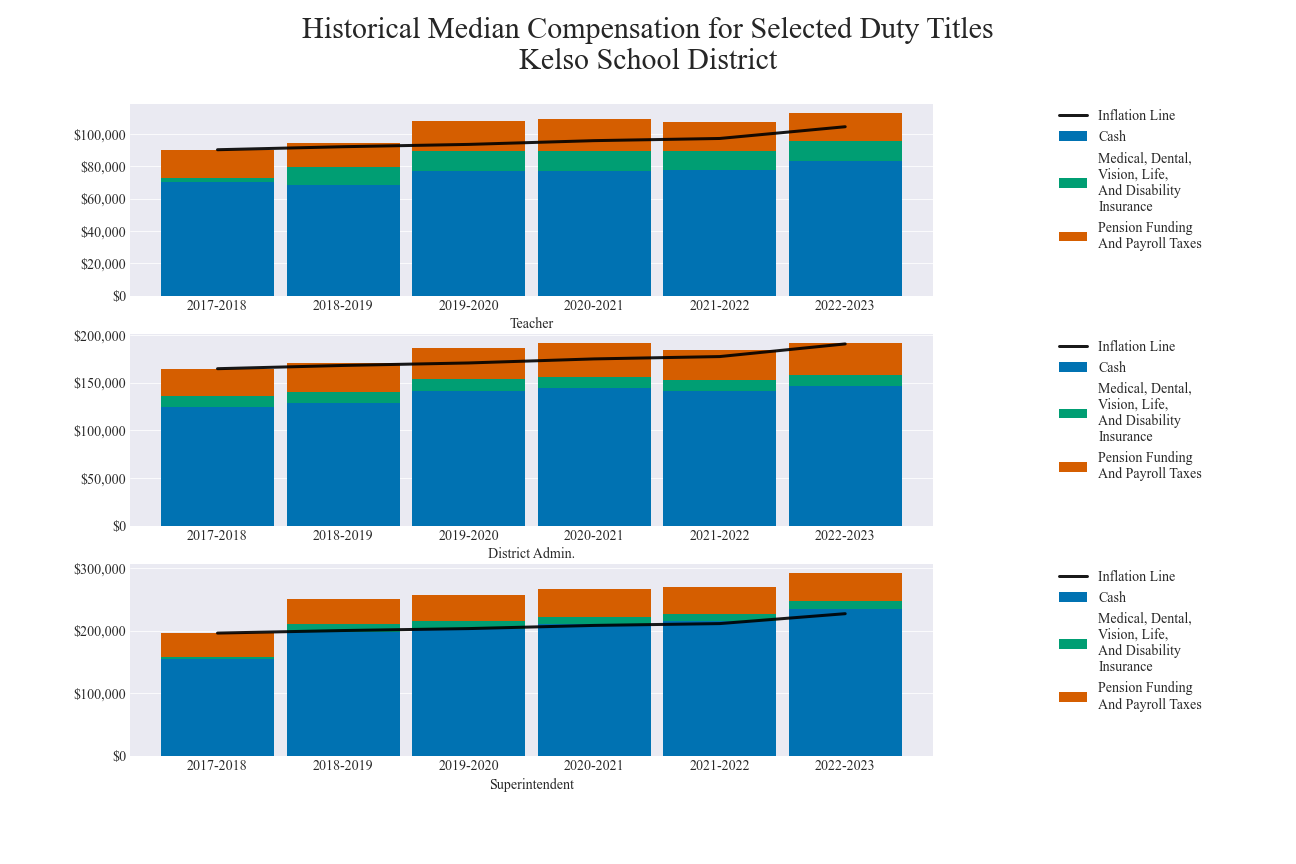 Historical Median Compensation for Selected Duty Titles
Kelso School District
$100,000
$80,000
$60,000
$40,000
$20,000
$0
2017-2018 2018-2019 2019-2020 2020-2021 2021-2022 2022-2023
Teacher
Inflation Line
Cash
Medical, Dental,
Vision, Life,
And Disability
Insurance
Pension Funding
And Payroll Taxes
$200,000
$150,000
$100,000
$50,000
$0
2017-2018 2018-2019 2019-2020 2020-2021 2021-2022 2022-2023
District Admin.
Inflation Line
Cash
Medical, Dental,
Vision, Life,
And Disability
Insurance
Pension Funding
And Payroll Taxes
$300,000
$200,000
$100,000
$0
2017-2018 2018-2019 2019-2020 2020-2021 2021-2022 2022-2023
Superintendent
Inflation Line
Cash
Medical, Dental,
Vision, Life,
And Disability
Insurance
Pension Funding
And Payroll Taxes